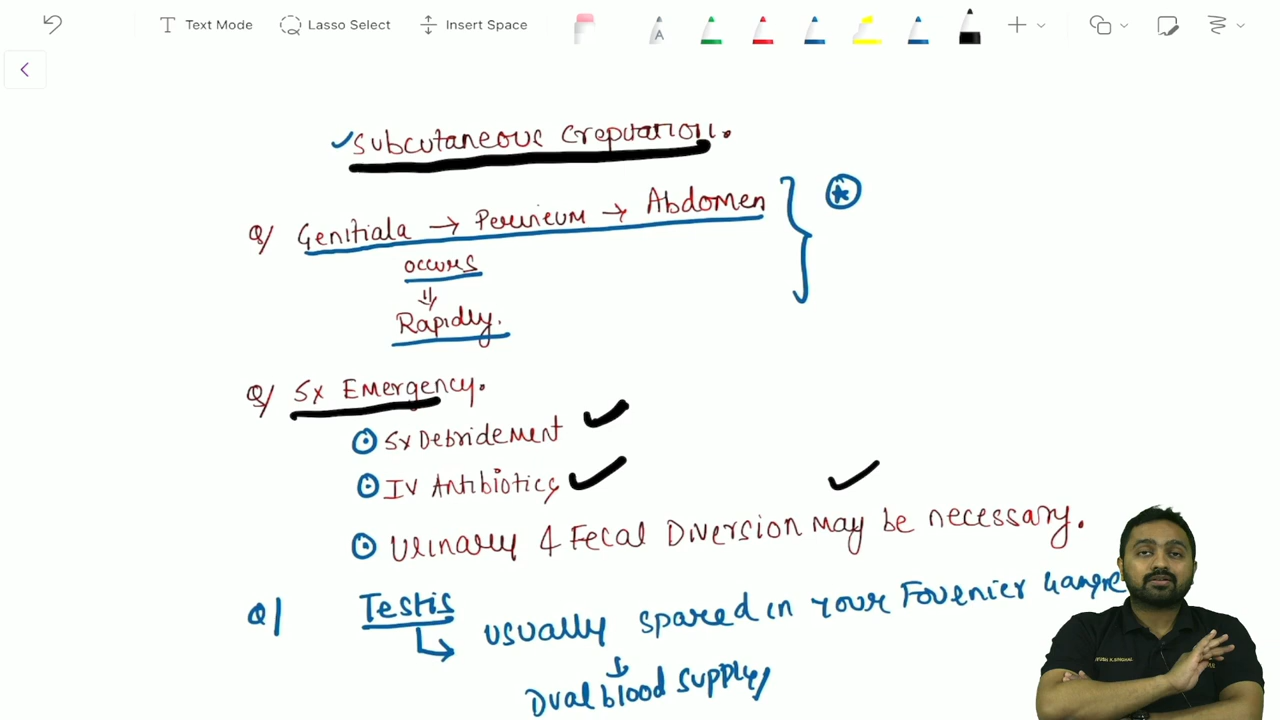 Text Mode Lasso Select Insert Space
Subcutaneous Crepitation.
Q/ Genitiala → Perineum → Abdomen
occurs
⇓
Rapidly.
Q/ Sx Emergency.
Sx Debridement
IV Antibiotics
Urinary & Fecal Diversion may be necessary.
Q/ Testis
usually spared in your Fournier Gangre
Dual blood supply